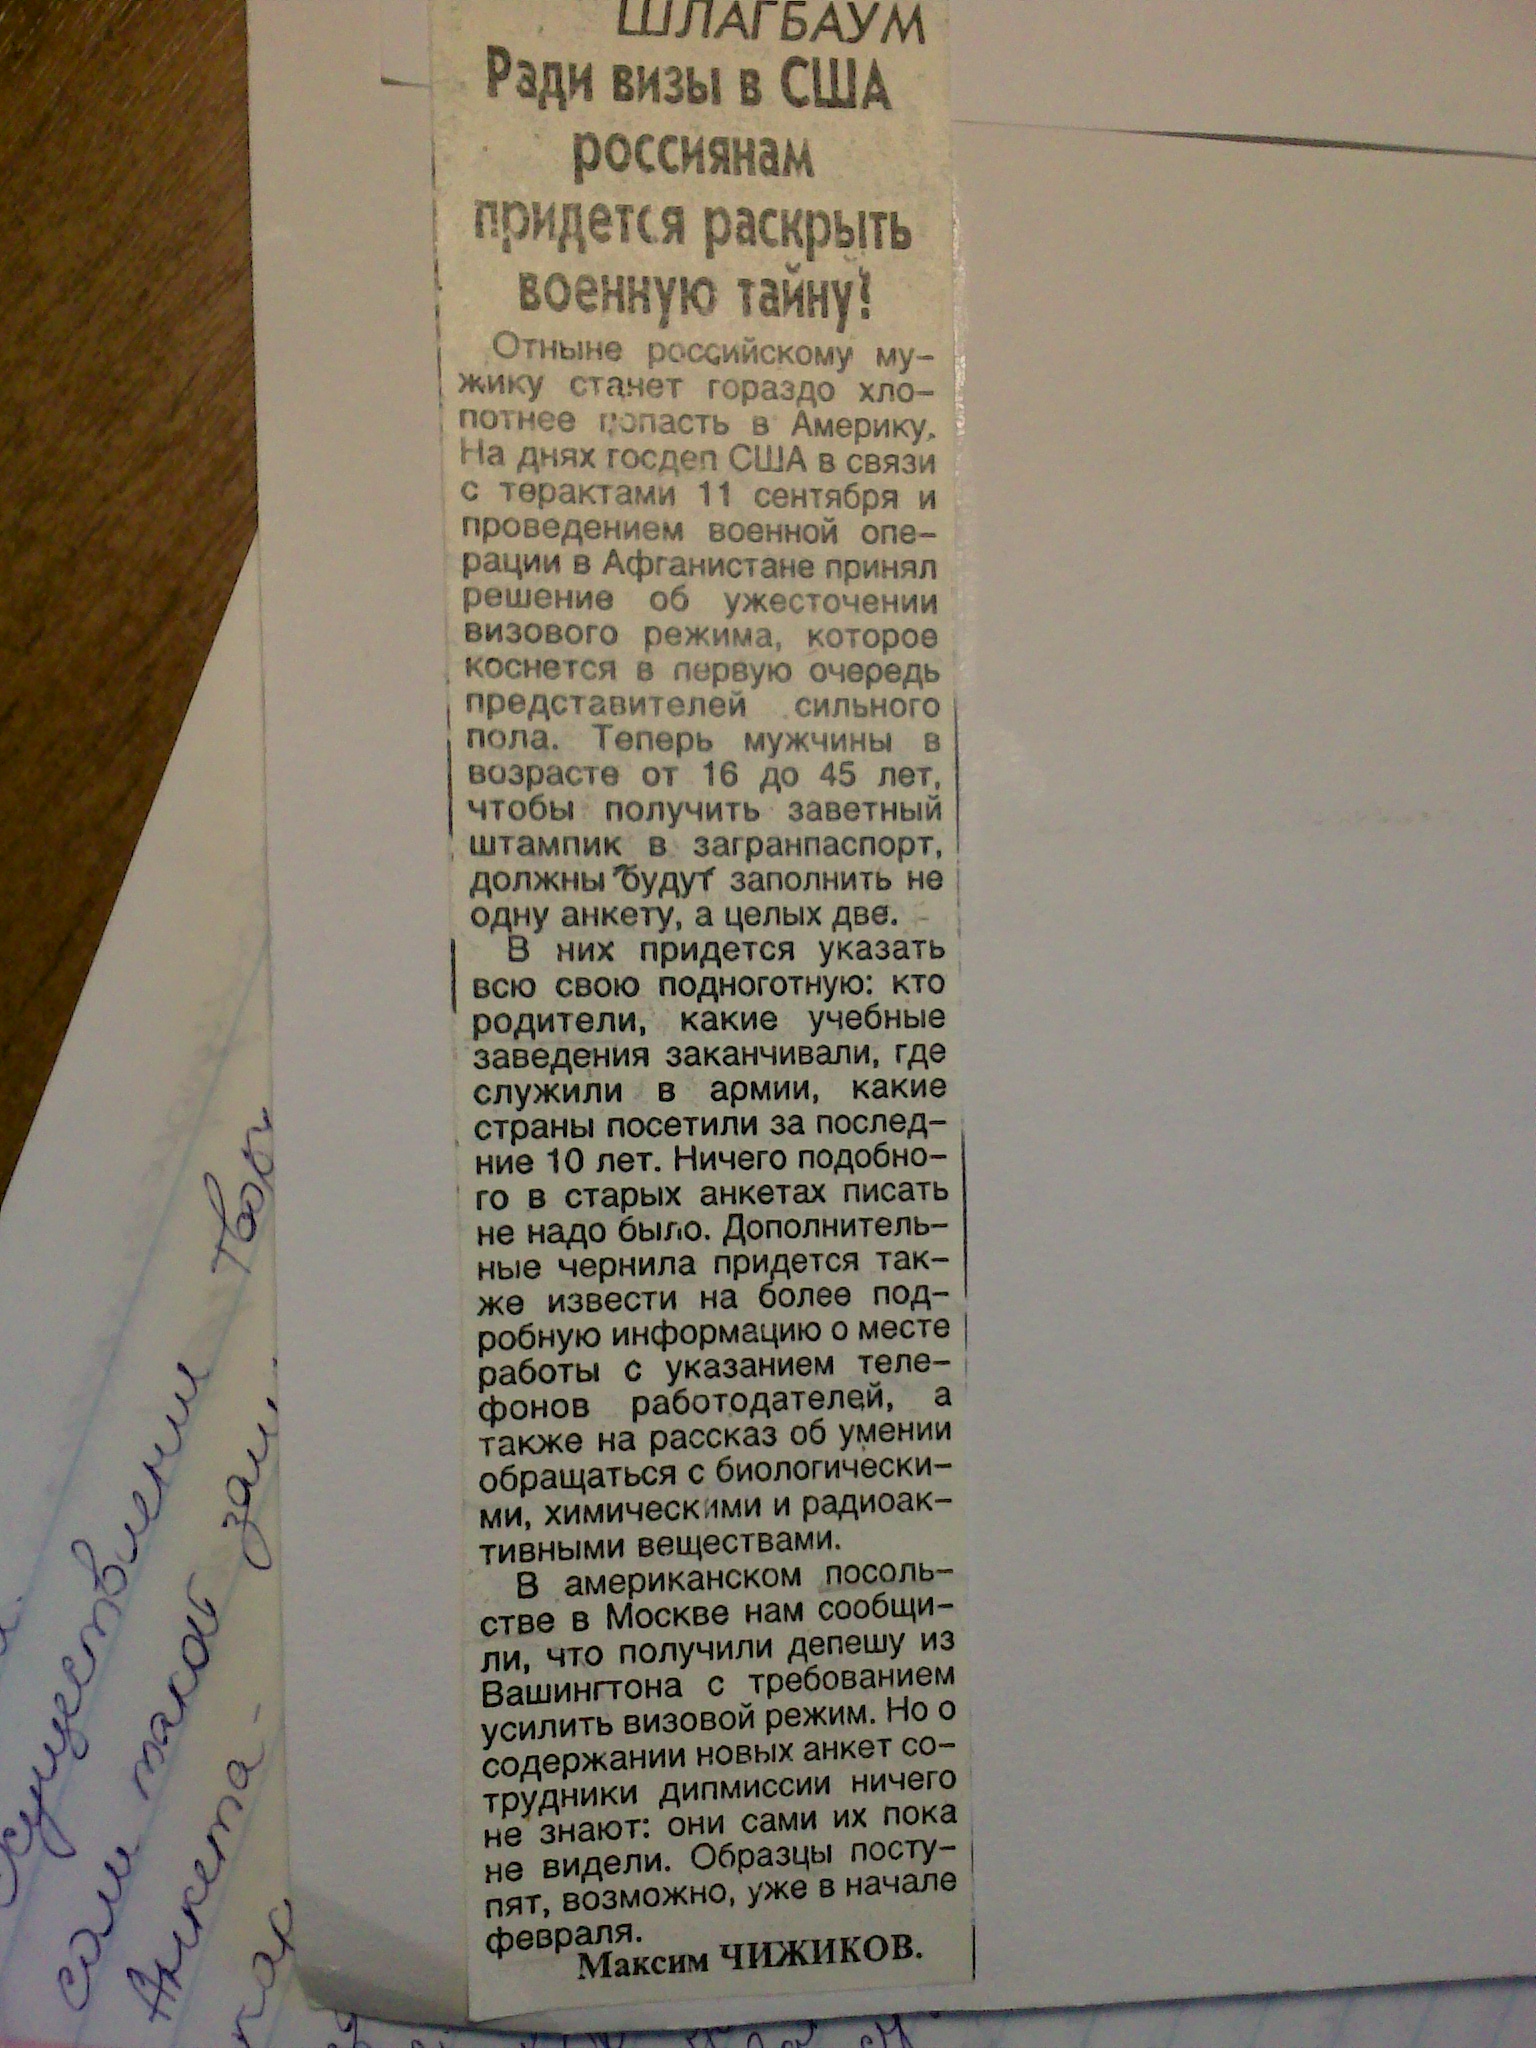 ШЛАГБАУМ
Ради визы в США
россиянам
придется раскрыть
военную тайну!
Отныне российскому му-
жику станет гораздо хло-
потнее попасть в Америку.
На днях госдеп США в связи
с терактами 11 сентября и
проведением военной опе-
рации в Афганистане принял
решение об ужесточении
визового режима, которое
коснется в первую очередь
представителей сильного
пола. Теперь мужчины в
возрасте от 16 до 45 лет,
чтобы получить заветный
штампик в загранпаспорт,
должны будут заполнить не
одну анкету, а целых две.
В них придется указать
всю свою подноготную: кто
родители, какие учебные
заведения заканчивали, где
служили в армии, какие
страны посетили за послед-
ние 10 лет. Ничего подобно-
го в старых анкетах писать
не надо было. Дополнитель-
ные чернила придется так-
же извести на более под-
робную информацию о месте
работы с указанием теле-
фонов работодателей, а
также на рассказ об умении
обращаться с биологически-
ми, химическими и радиоак-
тивными веществами.
В американском посоль-
стве в Москве нам сообщи-
ли, что получили депешу из
Вашингтона с требованием
усилить визовой режим. Но о
содержании новых анкет со-
трудники дипмиссии ничего
не знают: они сами их пока
не видели. Образцы посту-
пят, возможно, уже в начале
февраля.
Максим ЧИЖИКОВ.
такой
Анкета-